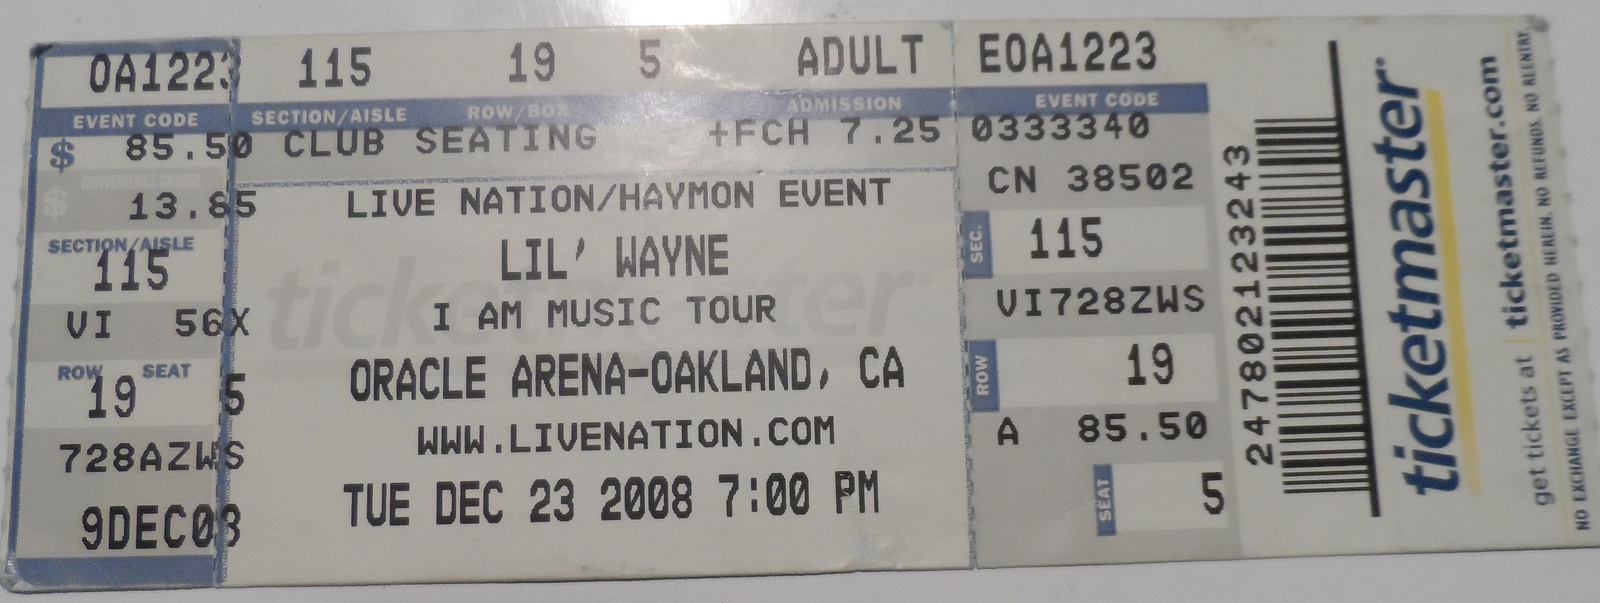 0A1223 115 19 5 ADULT E0A1223
EVENT CODE SECTION/AISLE ROW/BOX ADMISSION EVENT CODE
$ 85.50 CLUB SEATING +FCH 7.25 0333340
CONVENIENCE CHARGE
$ 13.85
SECTION/AISLE
115
VI 56X
ROW SEAT
19 5
728AZWS
9DEC08
LIVE NATION/HAYMON EVENT
LIL' WAYNE
I AM MUSIC TOUR
ORACLE ARENA-OAKLAND, CA
WWW.LIVENATION.COM
TUE DEC 23 2008 7:00 PM
ticketmaster
CN 38502
SEC. 115
VI728ZWS
ROW 19
A 85.50
SEAT 5
247802123243
ticketmaster
get tickets at ticketmaster.com
NO EXCHANGE EXCEPT AS PROVIDED HEREIN. NO REFUNDS. NO REENTRY.